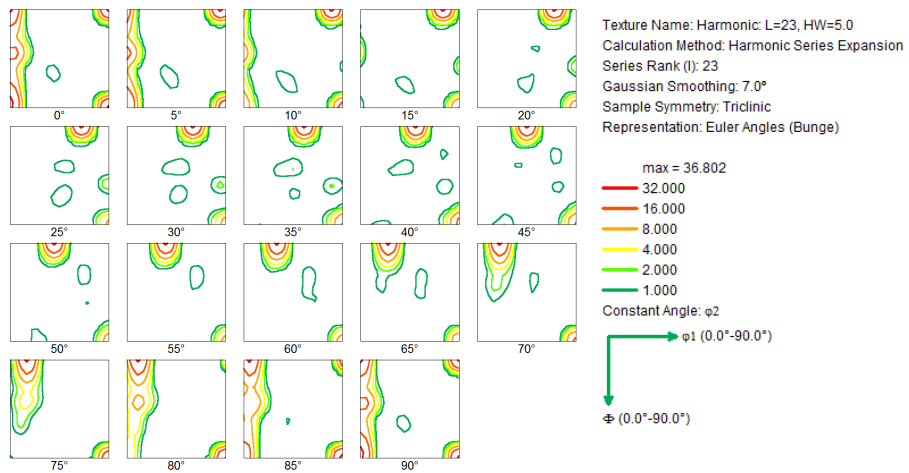 0° 5° 10° 15° 20°
25° 30° 35° 40° 45°
50° 55° 60° 65° 70°
75° 80° 85° 90°
Texture Name: Harmonic: L=23, HW=5.0
Calculation Method: Harmonic Series Expansion
Series Rank (l): 23
Gaussian Smoothing: 7.0°
Sample Symmetry: Triclinic
Representation: Euler Angles (Bunge)
max = 36.802
32.000
16.000
8.000
4.000
2.000
1.000
Constant Angle: φ2
φ1 (0.0°-90.0°)
Φ (0.0°-90.0°)